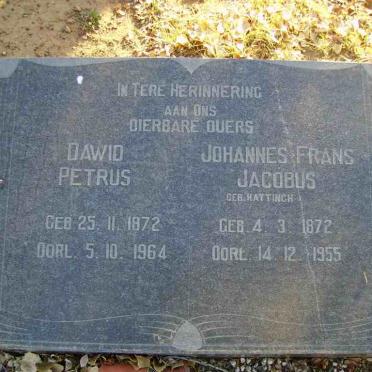 IN TERE HERINNERING
AAN ONS
DIERBARE OUERS
DAWID
PETRUS
GEB. 25. 11. 1872
OORL. 5. 10. 1964
JOHANNES FRANS
JACOBUS
GEB. HATTINGH
GEB. 4. 3. 1872
OORL. 14. 12. 1955